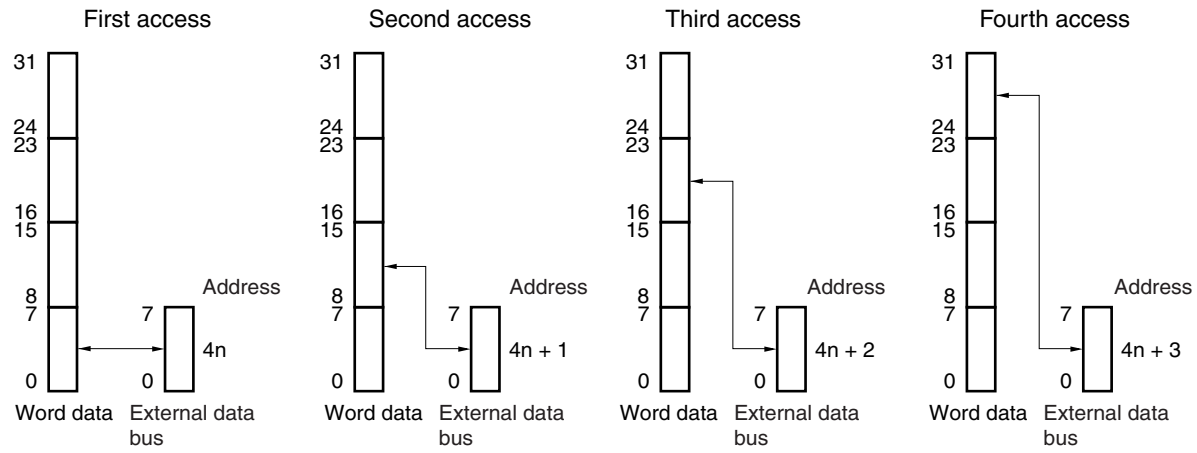 First access
Second access
Third access
Fourth access
31
24
23
16
15
8
7
0
Address
7
4n
0
Word data
External data
bus
31
24
23
16
15
8
7
0
Address
7
4n + 1
0
Word data
External data
bus
31
24
23
16
15
8
7
0
Address
7
4n + 2
0
Word data
External data
bus
31
24
23
16
15
8
7
0
Address
7
4n + 3
0
Word data
External data
bus